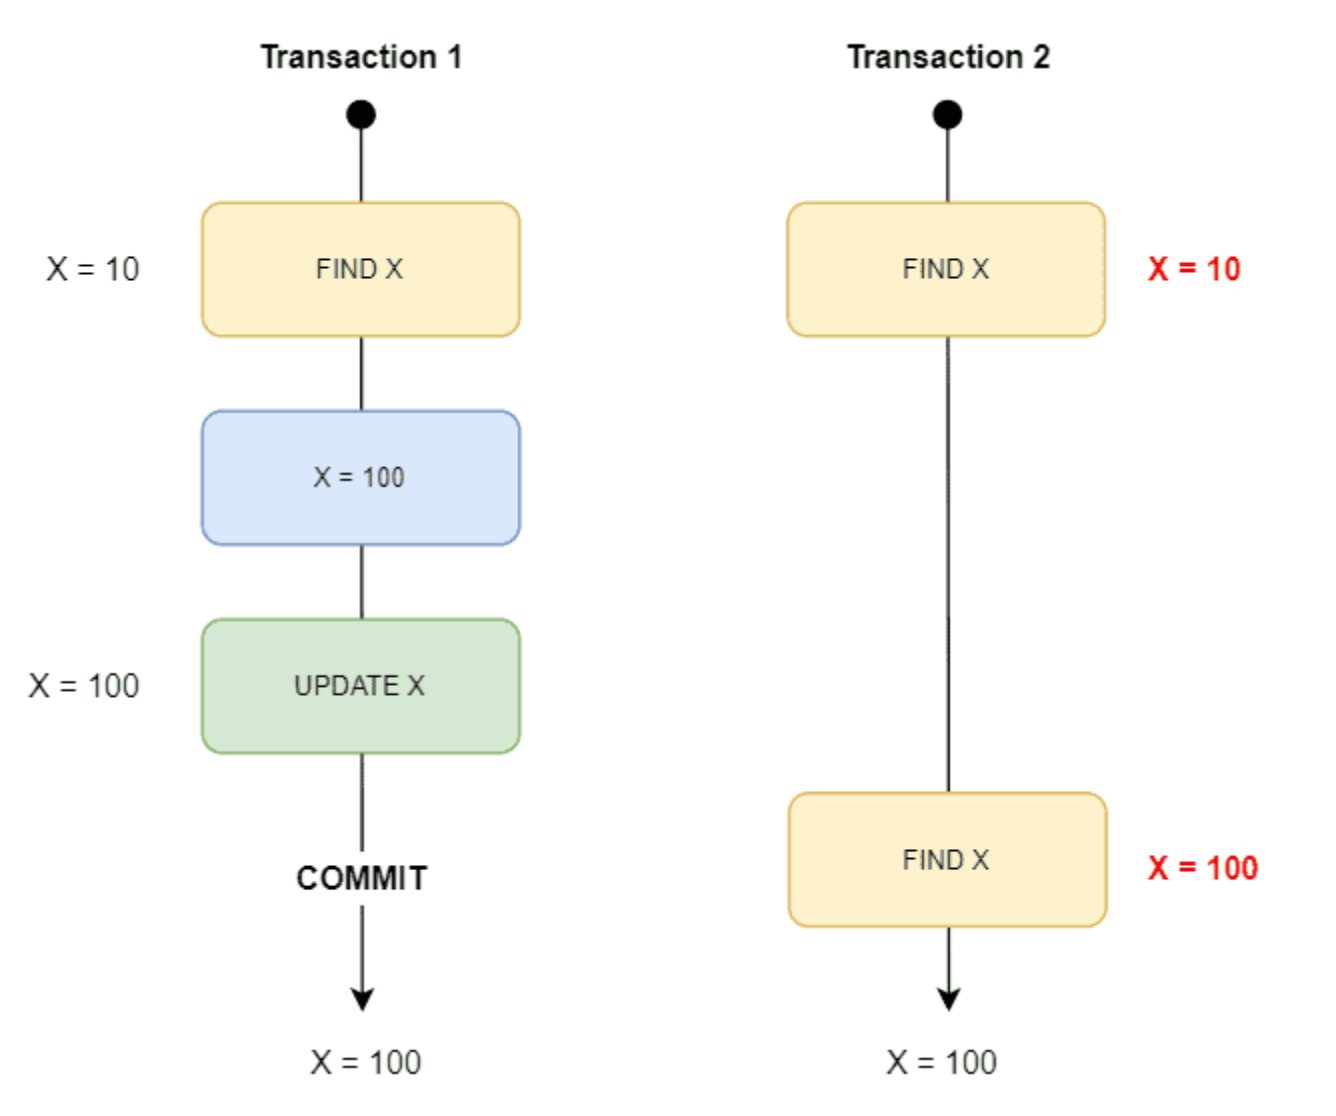 Transaction 1
Transaction 2
X = 10
FIND X
FIND X
X = 10
X = 100
X = 100
UPDATE X
COMMIT
FIND X
X = 100
X = 100
X = 100